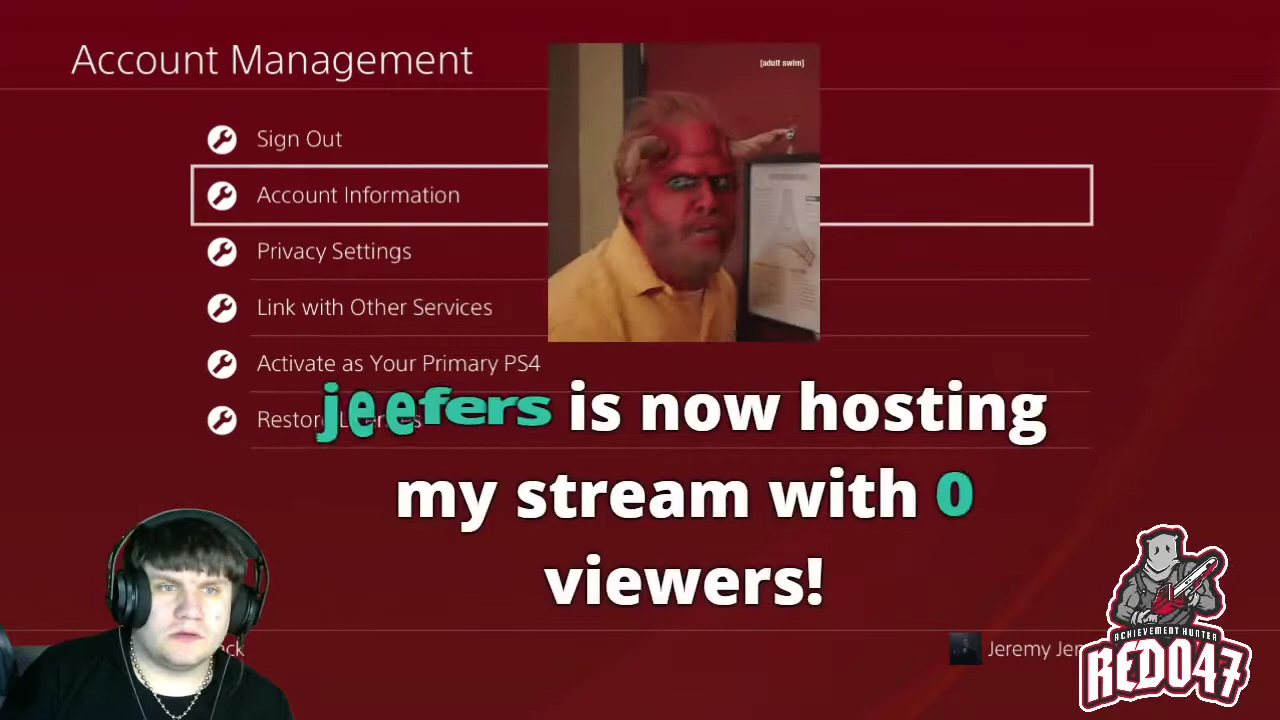 Account Management
[adult swim]
Sign Out
Account Information
Privacy Settings
Link with Other Services
Activate as Your Primary PS4
jeefers is now hosting
my stream with 0
viewers!
Jeremy
ACHIEVEMENT HUNTER
RED047